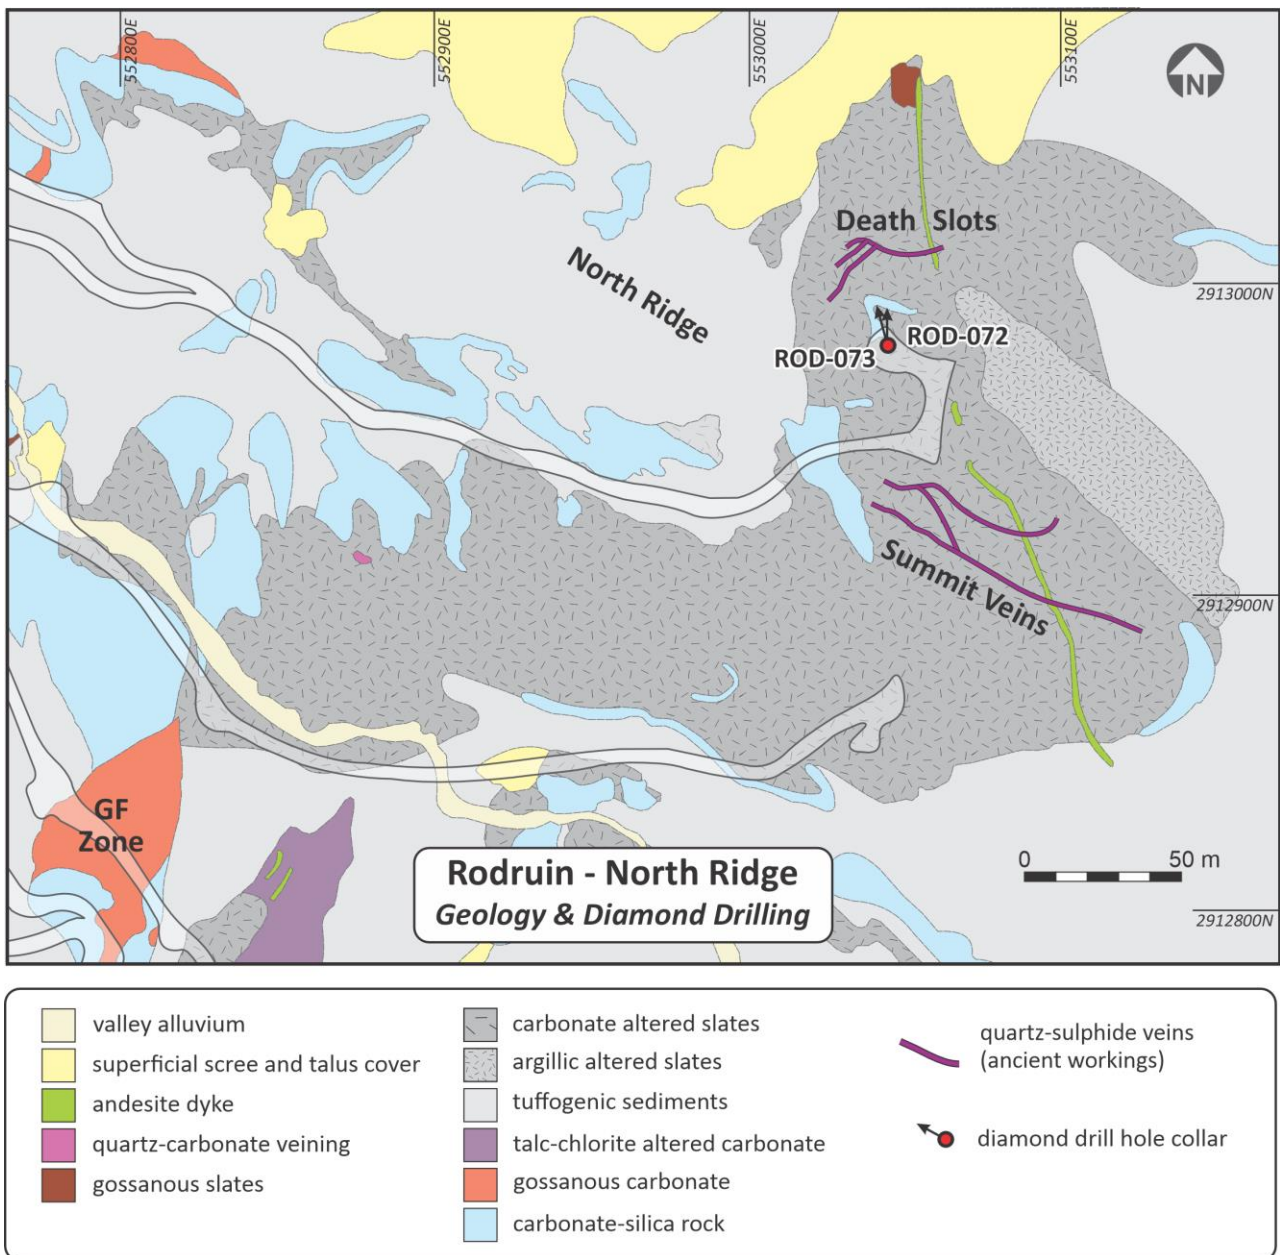 552800E
552900E
553000E
553100E
N
Death Slots
North Ridge
2913000N
ROD-072
ROD-073
Summit Veins
2912900N
GF
Zone
0 50 m
Rodruin - North Ridge
Geology & Diamond Drilling
2912800N
valley alluvium
superficial scree and talus cover
andesite dyke
quartz-carbonate veining
gossanous slates
carbonate altered slates
argillic altered slates
tuffogenic sediments
talc-chlorite altered carbonate
gossanous carbonate
carbonate-silica rock
quartz-sulphide veins
(ancient workings)
diamond drill hole collar